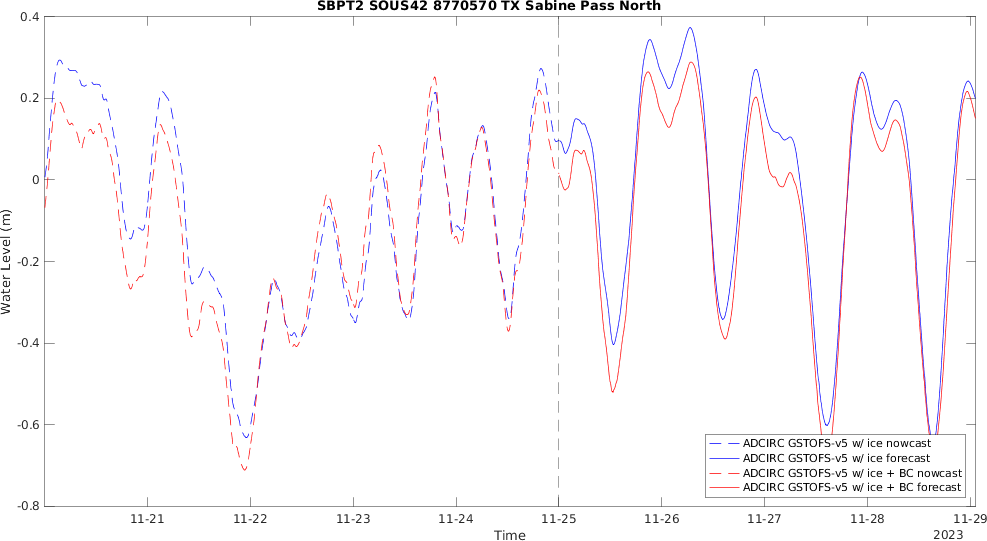 SBPT2 SOUS42 8770570 TX Sabine Pass North
0.4
0.2
0
-0.2
-0.4
-0.6
-0.8
Water Level (m)
ADCIRC GSTOFS-v5 w/ ice nowcast
ADCIRC GSTOFS-v5 w/ ice forecast
ADCIRC GSTOFS-v5 w/ ice + BC nowcast
ADCIRC GSTOFS-v5 w/ ice + BC forecast
11-21 11-22 11-23 11-24 11-25 11-26 11-27 11-28 11-29
Time
2023